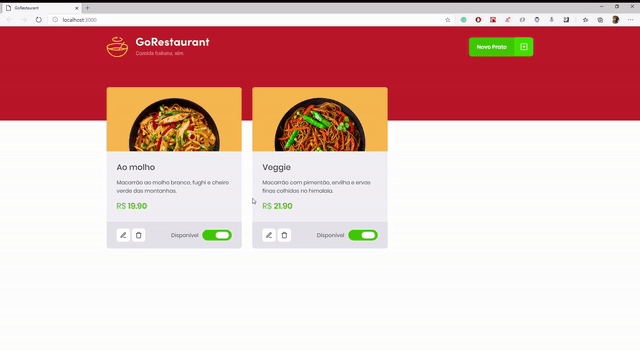 GoRestaurant
localhost:3000
GoRestaurant
Comida italiana, sim.
Novo Prato
Ao molho
Macarrão ao molho branco, fughi e cheiro
verde das montanhas.
R$ 19.90
Disponível
Veggie
Macarrão com pimentão, ervilha e ervas
finas colhidas no himalaia.
R$ 21.90
Disponível